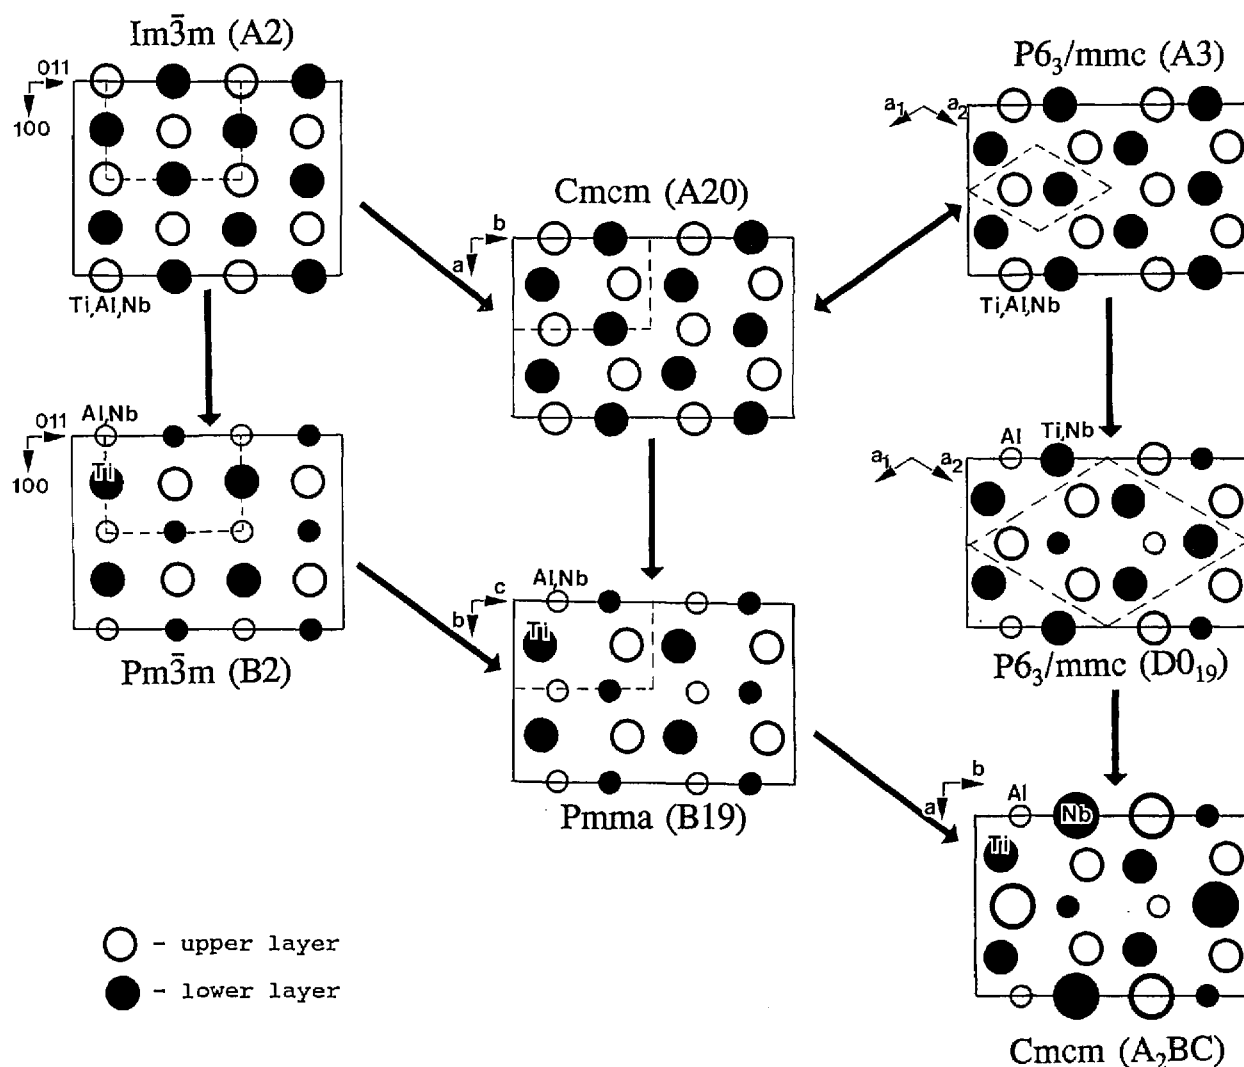 Im3̄m (A2)
011
100
Ti,Al,Nb
P6₃/mmc (A3)
a₁
a₂
Ti,Al,Nb
Cmcm (A20)
b
a
Al,Nb
011
100
Ti
Pm3̄m (B2)
Al
Ti,Nb
a₁
a₂
P6₃/mmc (D0₁₉)
Al,Nb
c
b
Ti
Pmma (B19)
b
a
Al
Nb
Ti
Cmcm (A₂BC)
- upper layer
- lower layer